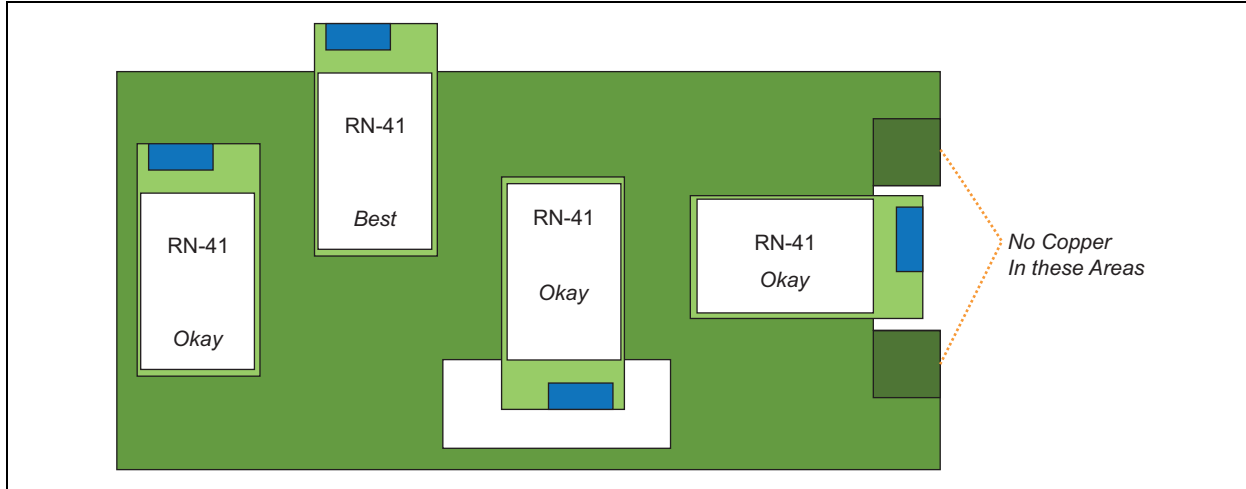 RN-41
Okay
RN-41
Best
RN-41
Okay
RN-41
Okay
No Copper
In these Areas